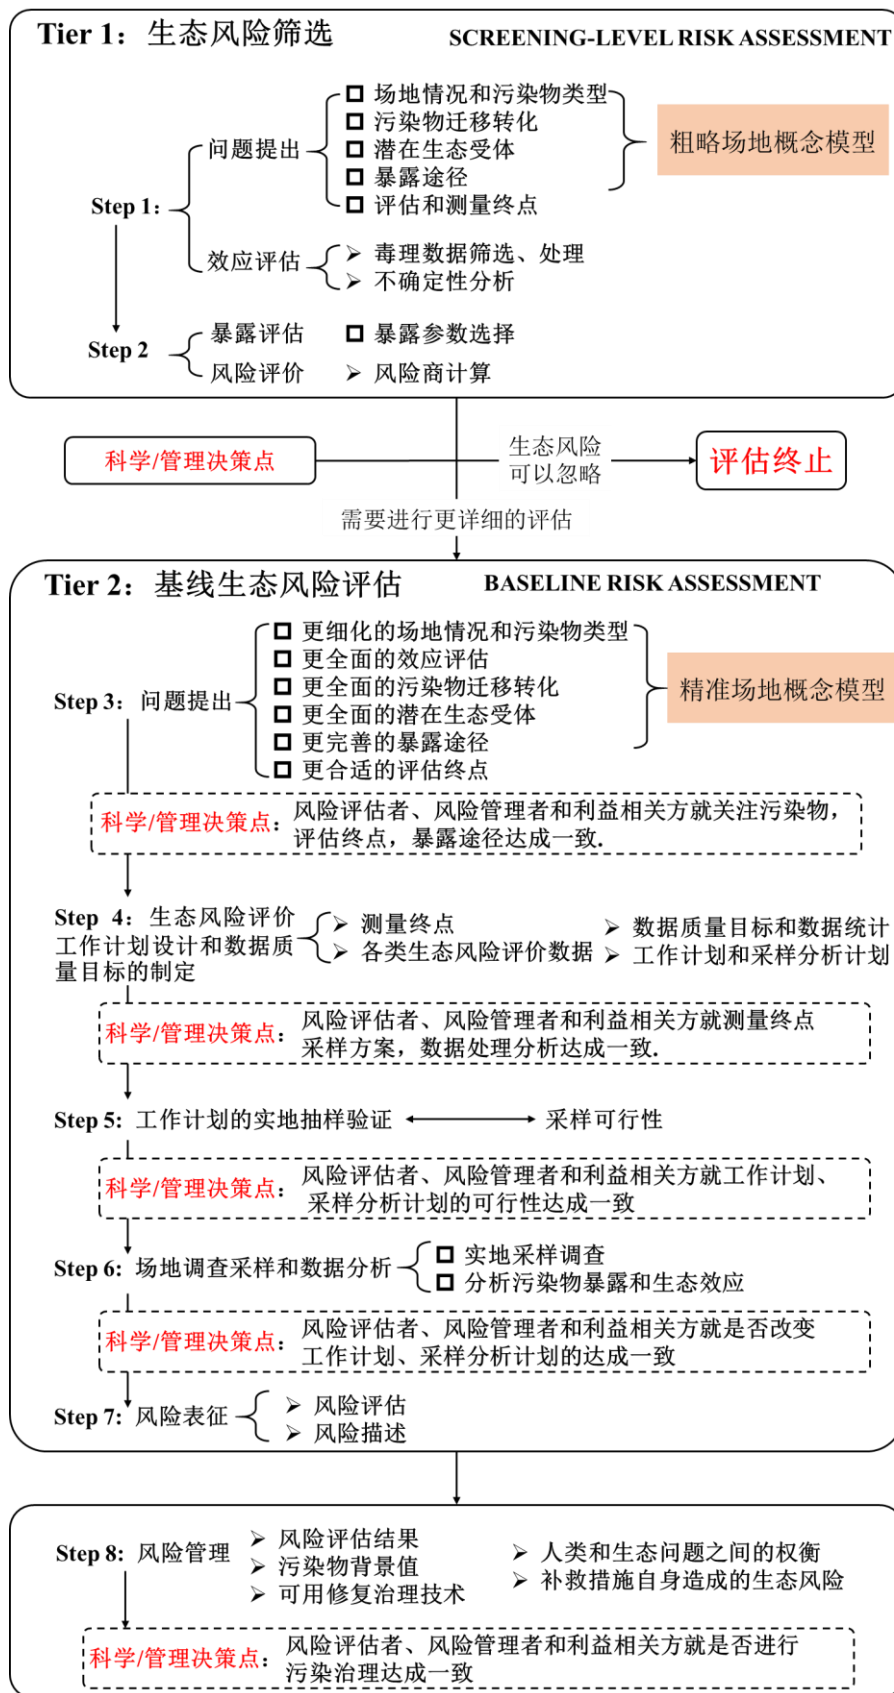 Tier 1：生态风险筛选
SCREENING-LEVEL RISK ASSESSMENT
Step 1：
问题提出
场地情况和污染物类型
污染物迁移转化
潜在生态受体
暴露途径
评估和测量终点
粗略场地概念模型
效应评估
毒理数据筛选、处理
不确定性分析
Step 2
暴露评估
暴露参数选择
风险评价
风险商计算
科学/管理决策点
生态风险
可以忽略
评估终止
需要进行更详细的评估
Tier 2：基线生态风险评估
BASELINE RISK ASSESSMENT
Step 3：问题提出
更细化的场地情况和污染物类型
更全面的效应评估
更全面的污染物迁移转化
更全面的潜在生态受体
更完善的暴露途径
更合适的评估终点
精准场地概念模型
科学/管理决策点：风险评估者、风险管理者和利益相关方就关注污染物，
评估终点，暴露途径达成一致.
Step 4：生态风险评价
工作计划设计和数据质
量目标的制定
测量终点
各类生态风险评价数据
数据质量目标和数据统计
工作计划和采样分析计划
科学/管理决策点：风险评估者、风险管理者和利益相关方就测量终点
采样方案，数据处理分析达成一致.
Step 5: 工作计划的实地抽样验证
采样可行性
科学/管理决策点：风险评估者、风险管理者和利益相关方就工作计划、
采样分析计划的可行性达成一致
Step 6: 场地调查采样和数据分析
实地采样调查
分析污染物暴露和生态效应
科学/管理决策点：风险评估者、风险管理者和利益相关方就是否改变
工作计划、采样分析计划的达成一致
Step 7: 风险表征
风险评估
风险描述
Step 8: 风险管理
风险评估结果
污染物背景值
可用修复治理技术
人类和生态问题之间的权衡
补救措施自身造成的生态风险
科学/管理决策点：风险评估者、风险管理者和利益相关方就是否进行
污染治理达成一致